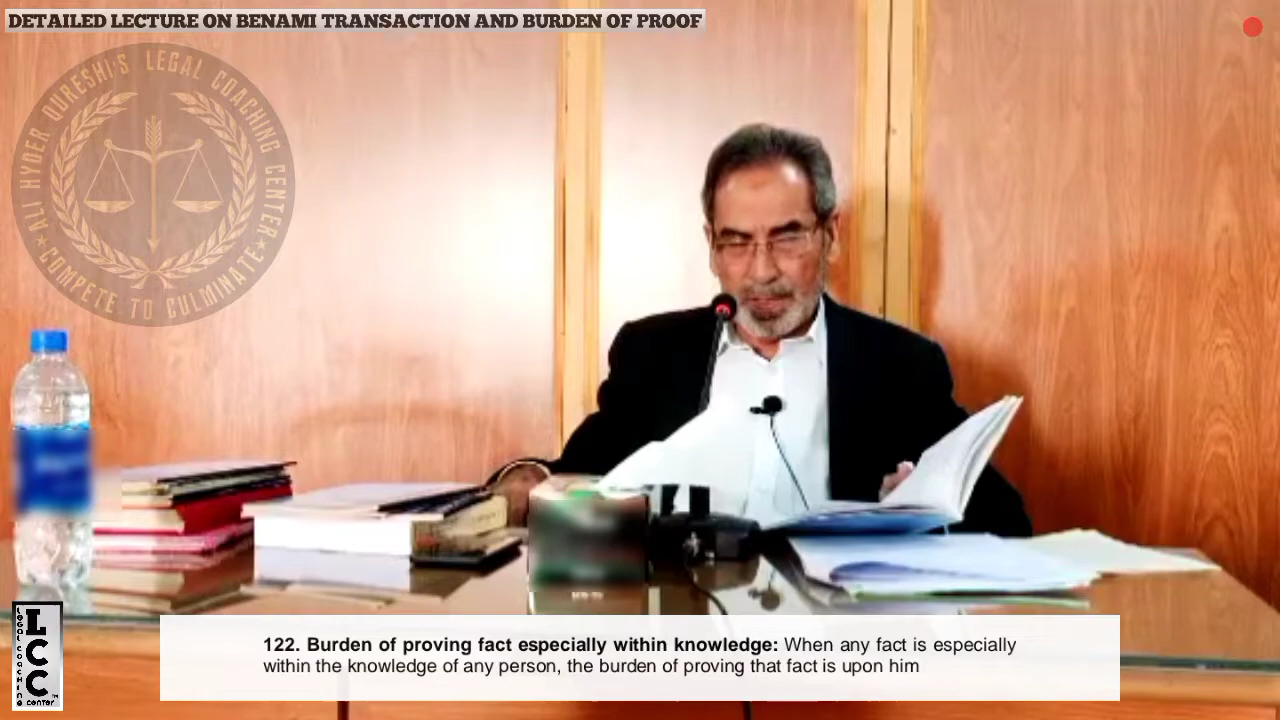 DETAILED LECTURE ON BENAMI TRANSACTION AND BURDEN OF PROOF
ALI HYDER QURESHI'S LEGAL COACHING CENTER
★ COMPETE TO CULMINATE ★
LCC
LEGAL COACHING CENTER
122. Burden of proving fact especially within knowledge: When any fact is especially
within the knowledge of any person, the burden of proving that fact is upon him